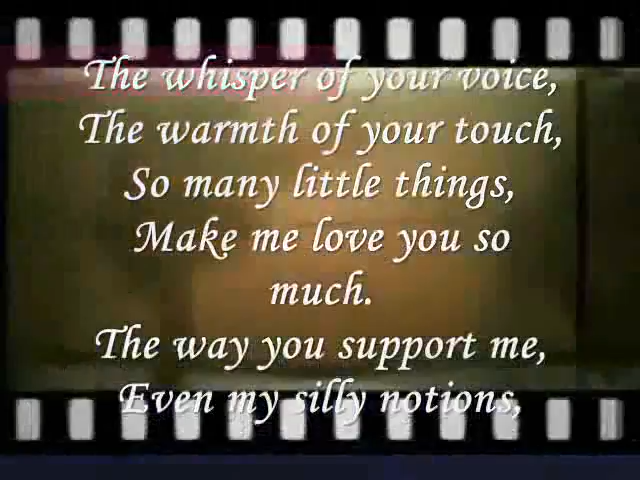 The whisper of your voice,
The warmth of your touch,
So many little things,
Make me love you so
much.
The way you support me,
Even my silly notions,